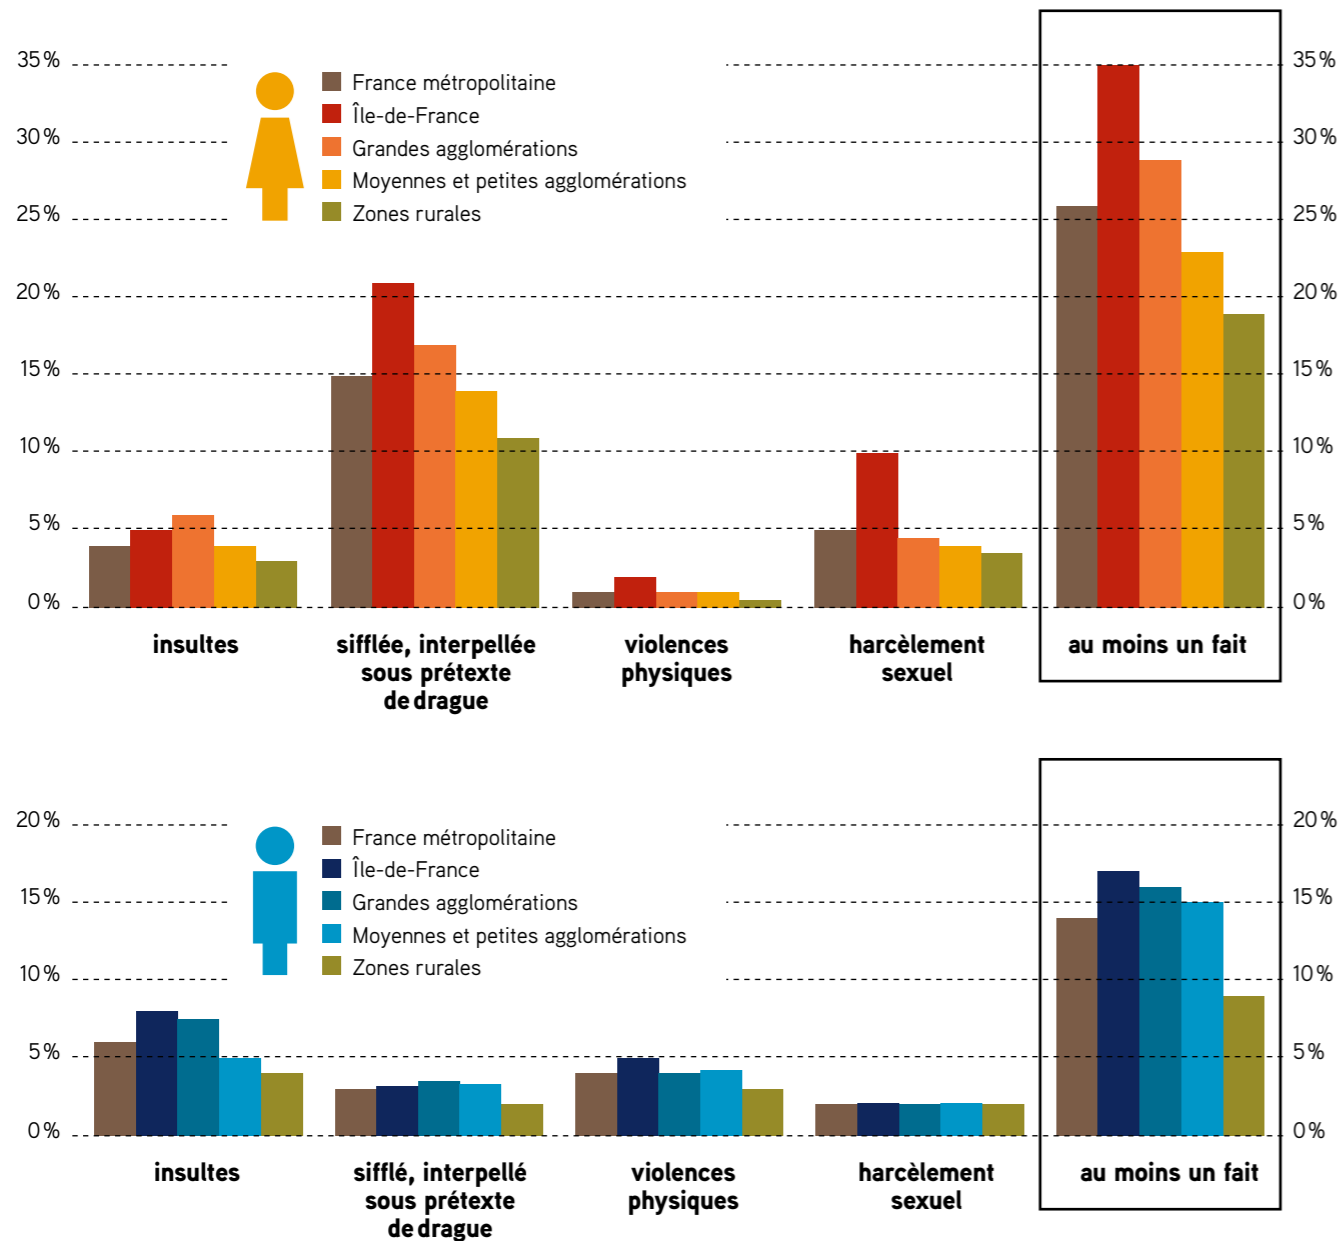 35 %
30 %
25 %
20 %
15 %
10 %
5 %
0 %
France métropolitaine
Île-de-France
Grandes agglomérations
Moyennes et petites agglomérations
Zones rurales
35 %
30 %
25 %
20 %
15 %
10 %
5 %
0 %
insultes
sifflée, interpellée
sous prétexte
de drague
violences
physiques
harcèlement
sexuel
au moins un fait
20 %
15 %
10 %
5 %
0 %
France métropolitaine
Île-de-France
Grandes agglomérations
Moyennes et petites agglomérations
Zones rurales
20 %
15 %
10 %
5 %
0 %
insultes
sifflé, interpellé
sous prétexte
de drague
violences
physiques
harcèlement
sexuel
au moins un fait